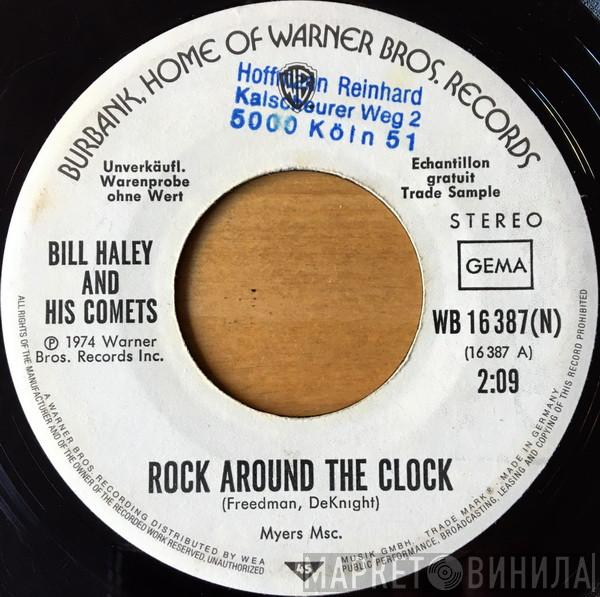 BURBANK, HOME OF WARNER BROS. RECORDS
Hoffmann Reinhard
Kalscheurer Weg 2
5000 Köln 51
Unverkäufl.
Warenprobe
ohne Wert
Echantillon
gratuit
Trade Sample
STEREO
GEMA
BILL HALEY
AND
HIS COMETS
℗ 1974 Warner
Bros. Records Inc.
WB 16 387(N)
(16 387 A)
2:09
ROCK AROUND THE CLOCK
(Freedman, DeKnight)
Myers Msc.
ALL RIGHTS OF THE MANUFACTURER AND OF THE OWNER OF THE RECORDED WORK RESERVED. UNAUTHORIZED
PUBLIC PERFORMANCE, BROADCASTING, LEASING AND COPYING OF THIS RECORD PROHIBITED
A WARNER BROS. RECORDING DISTRIBUTED BY WEA
MUSIK GMBH. TRADE MARK® MADE IN GERMANY
45
МАРКЕТ ВИНИЛА